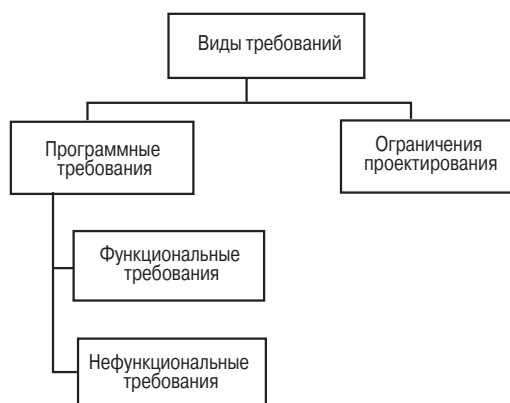 Виды требований
Программные
требования
Ограничения
проектирования
Функциональные
требования
Нефункциональные
требования